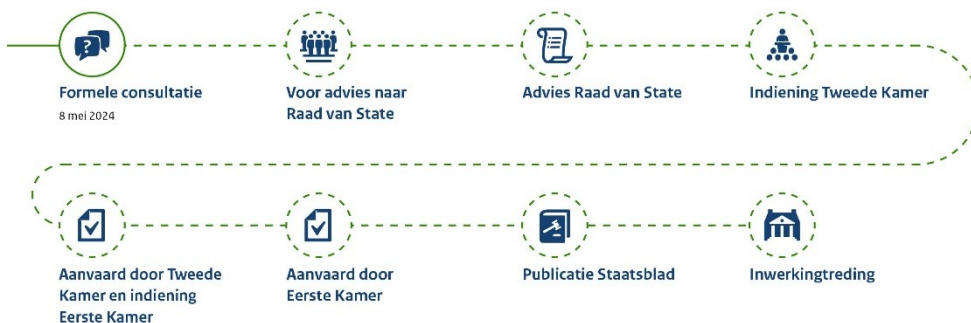 ?
Formele consultatie
8 mei 2024
Voor advies naar
Raad van State
Advies Raad van State
Indiening Tweede Kamer
Aanvaard door Tweede
Kamer en indiening
Eerste Kamer
Aanvaard door
Eerste Kamer
Publicatie Staatsblad
Inwerkingtreding